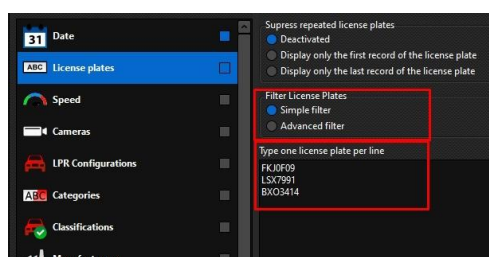 31 Date
ABC License plates
Speed
Cameras
LPR Configurations
ABC Categories
Classifications
Supress repeated license plates
Deactivated
Display only the first record of the license plate
Display only the last record of the license plate
Filter License Plates
Simple filter
Advanced filter
Type one license plate per line
FKJ0F09
LSX7991
BXO3414